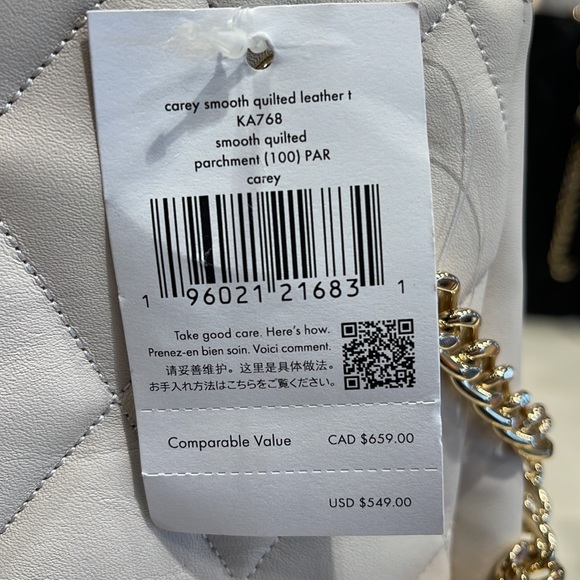 carey smooth quilted leather t
KA768
smooth quilted
parchment (100) PAR
carey
1 96021 21683 1
Take good care. Here's how.
Prenez-en bien soin. Voici comment.
请妥善维护。这里是具体做法。
お手入れ方法はこちらをご覧ください。
Comparable Value CAD $659.00
USD $549.00